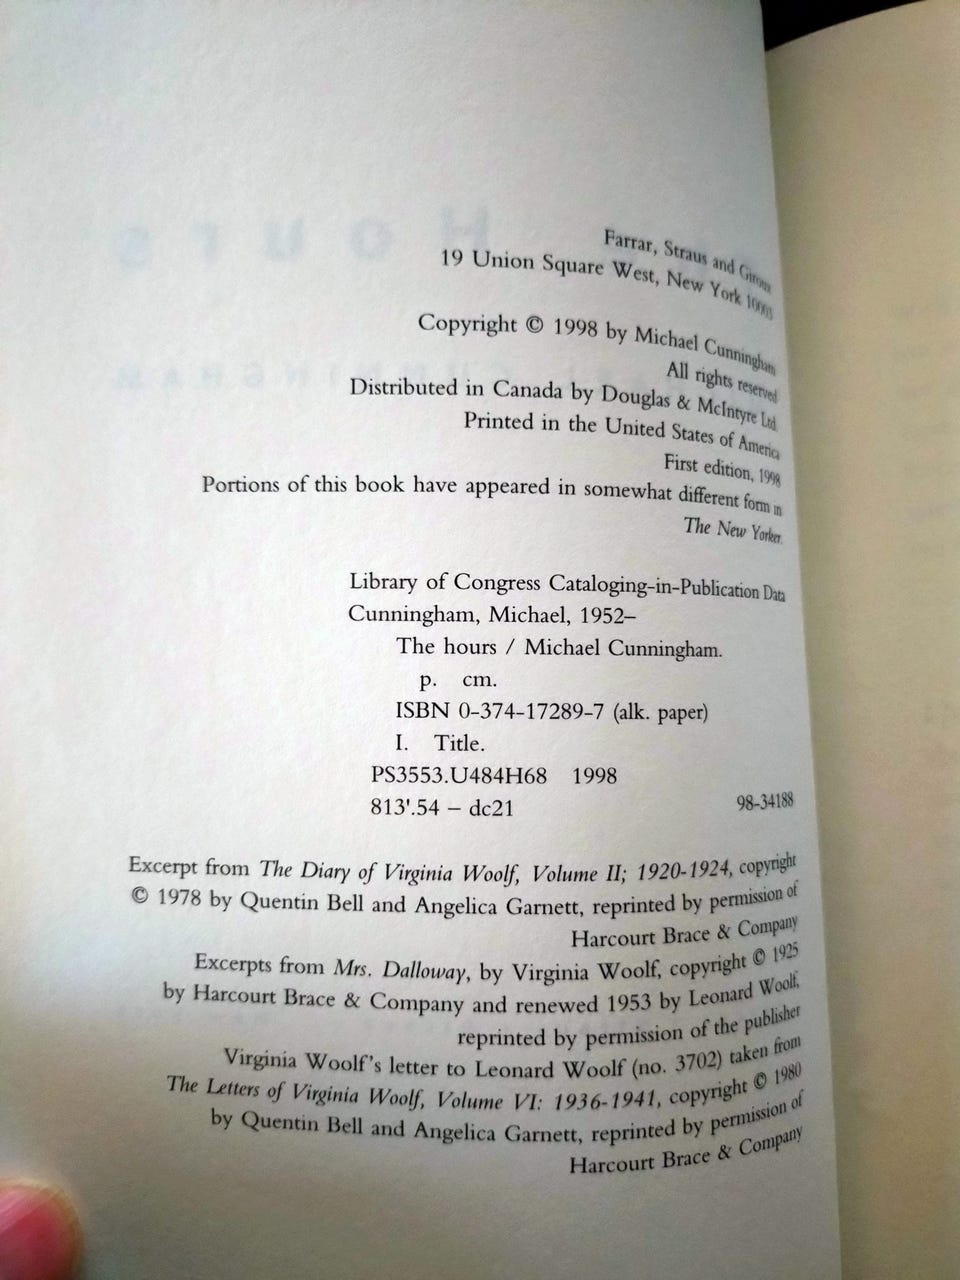 Farrar, Straus and Giroux
19 Union Square West, New York 10003
Copyright © 1998 by Michael Cunningham
All rights reserved
Distributed in Canada by Douglas & McIntyre Ltd.
Printed in the United States of America
First edition, 1998
Portions of this book have appeared in somewhat different form in
The New Yorker.
Library of Congress Cataloging-in-Publication Data
Cunningham, Michael, 1952–
The hours / Michael Cunningham.
p. cm.
ISBN 0-374-17289-7 (alk. paper)
I. Title.
PS3553.U484H68 1998
813'.54 – dc21 98-34188
Excerpt from The Diary of Virginia Woolf, Volume II; 1920-1924, copyright
© 1978 by Quentin Bell and Angelica Garnett, reprinted by permission of
Harcourt Brace & Company
Excerpts from Mrs. Dalloway, by Virginia Woolf, copyright © 1925
by Harcourt Brace & Company and renewed 1953 by Leonard Woolf,
reprinted by permission of the publisher
Virginia Woolf's letter to Leonard Woolf (no. 3702) taken from
The Letters of Virginia Woolf, Volume VI: 1936-1941, copyright © 1980
by Quentin Bell and Angelica Garnett, reprinted by permission of
Harcourt Brace & Company